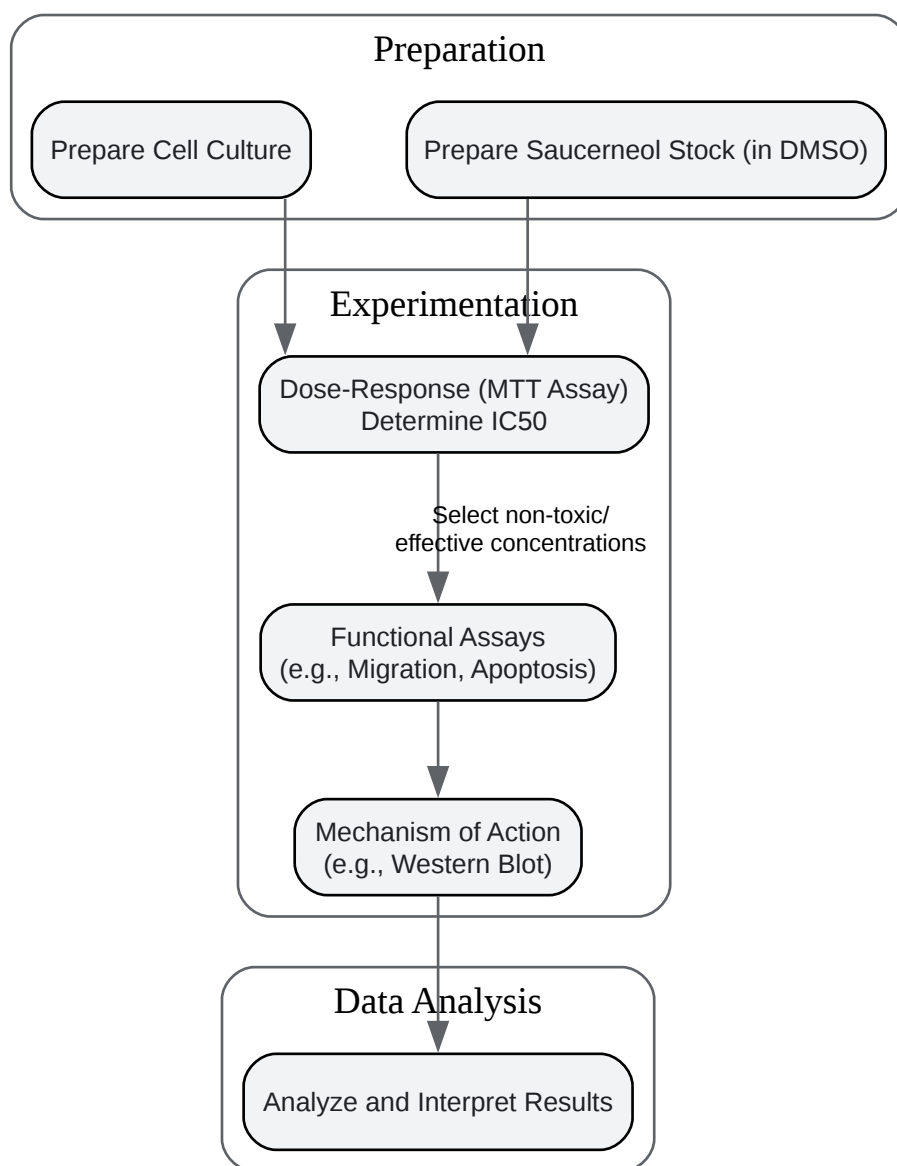 Preparation
Prepare Cell Culture
Prepare Saucerneol Stock (in DMSO)
Experimentation
Dose-Response (MTT Assay)
Determine IC50
Select non-toxic/
effective concentrations
Functional Assays
(e.g., Migration, Apoptosis)
Mechanism of Action
(e.g., Western Blot)
Data Analysis
Analyze and Interpret Results